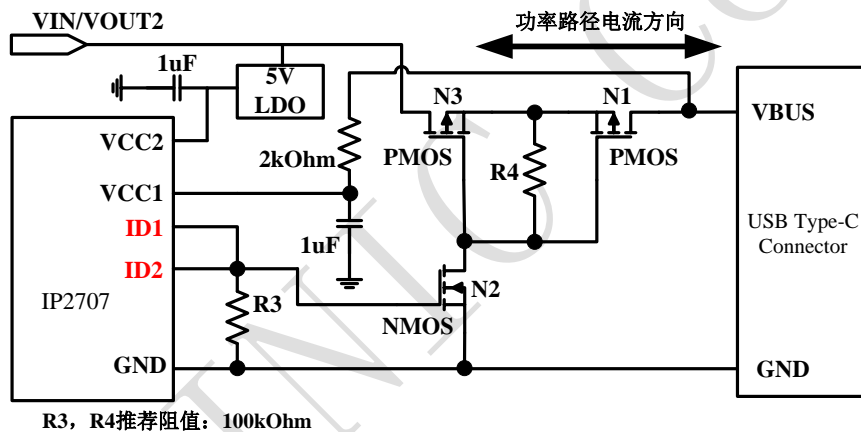 VIN/VOUT2
功率路径电流方向
1uF
5V
LDO
N3
N1
VBUS
VCC2
PMOS
PMOS
2kOhm
R4
VCC1
ID1
1uF
USB Type-C
Connector
ID2
IP2707
R3
N2
NMOS
GND
GND
R3，R4推荐阻值：100kOhm